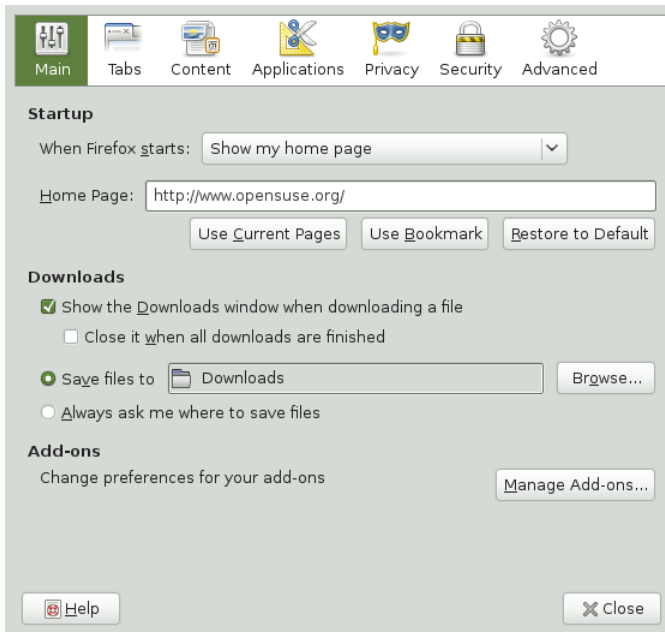 Main Tabs Content Applications Privacy Security Advanced
Startup
When Firefox starts: Show my home page
Home Page: http://www.opensuse.org/
Use Current Pages Use Bookmark Restore to Default
Downloads
Show the Downloads window when downloading a file
Close it when all downloads are finished
Save files to Downloads Browse...
Always ask me where to save files
Add-ons
Change preferences for your add-ons
Manage Add-ons...
Help Close